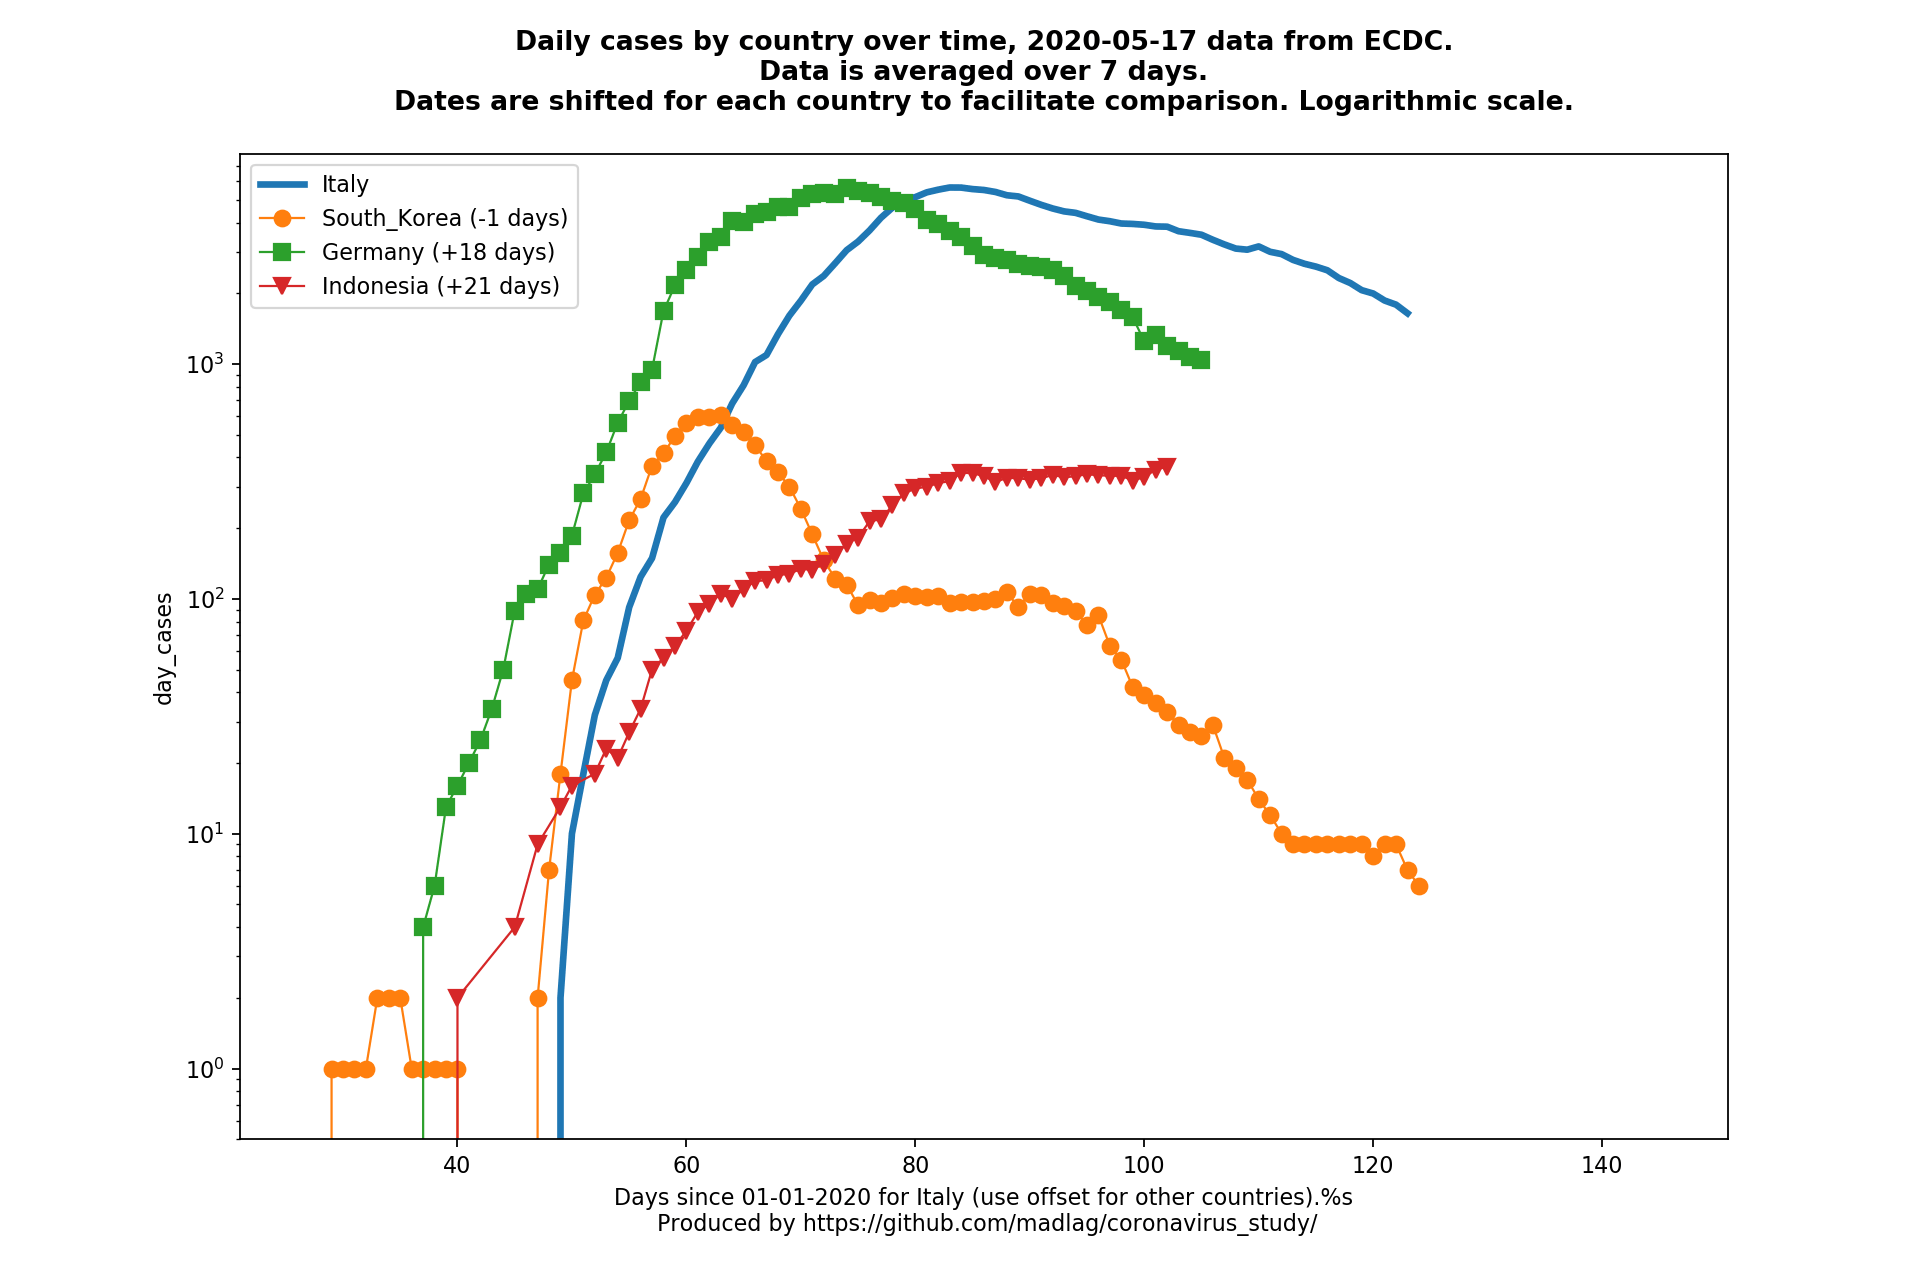 Daily cases by country over time, 2020-05-17 data from ECDC.
Data is averaged over 7 days.
Dates are shifted for each country to facilitate comparison. Logarithmic scale.
Italy
South_Korea (-1 days)
Germany (+18 days)
Indonesia (+21 days)
day_cases
10³
10²
10¹
10⁰
40 60 80 100 120 140
Days since 01-01-2020 for Italy (use offset for other countries).%s
Produced by https://github.com/madlag/coronavirus_study/